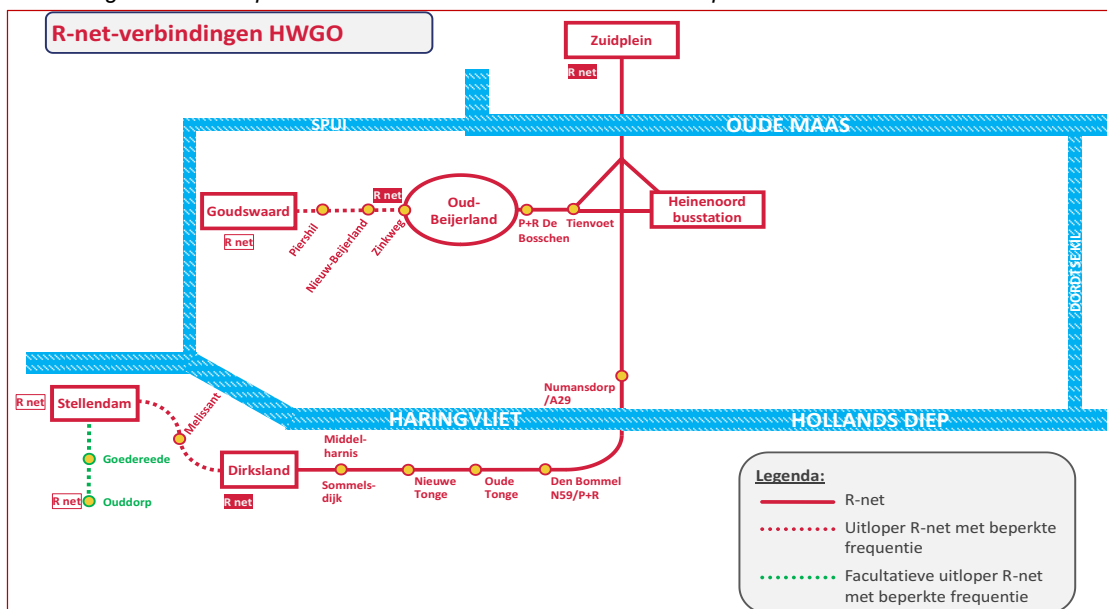 R-net-verbindingen HWGO
Zuidplein
R net
SPUI
OUDE MAAS
Goudswaard
R net
Piershil
Nieuw-Beijerland
Zinkweg
R net
Oud-
Beijerland
P+R De
Bosschen
Tienvoet
Heinenoord
busstation
DORDTSE KIL
Numansdorp
/A29
HARINGVLIET
HOLLANDS DIEP
R net
Stellendam
Melissant
Goedereede
R net
Ouddorp
Dirksland
R net
Middel-
harnis
Sommels-
dijk
Nieuwe
Tonge
Oude
Tonge
Den Bommel
N59/P+R
Legenda:
R-net
Uitloper R-net met beperkte
frequentie
Facultatieve uitloper R-net
met beperkte frequentie